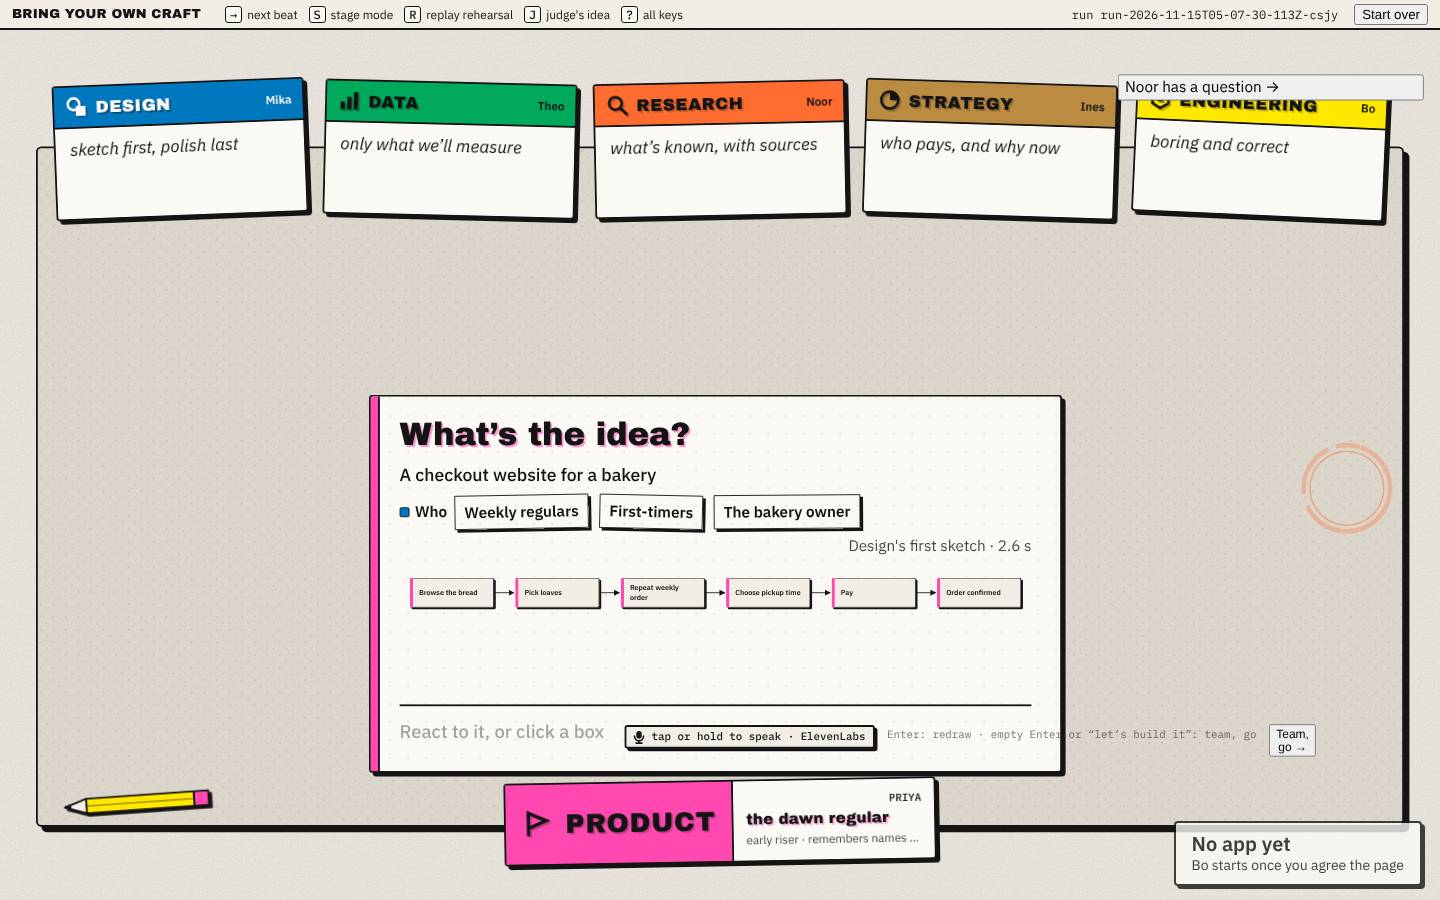 BRING YOUR OWN CRAFT → next beat S stage mode R replay rehearsal J judge's idea ? all keys run run-2026-11-15T05-07-30-113Z-csjy Start over
Noor has a question →
DESIGN Mika
sketch first, polish last
DATA Theo
only what we’ll measure
RESEARCH Noor
what’s known, with sources
STRATEGY Ines
who pays, and why now
ENGINEERING Bo
boring and correct
What’s the idea?
A checkout website for a bakery
Who Weekly regulars First-timers The bakery owner
Design's first sketch · 2.6 s
Browse the bread
Pick loaves
Repeat weekly
order
Choose pickup time
Pay
Order confirmed
React to it, or click a box tap or hold to speak · ElevenLabs Enter: redraw · empty Enter or “let’s build it”: team, go
Team,
go →
PRODUCT
PRIYA
the dawn regular
early riser · remembers names ...
No app yet
Bo starts once you agree the page